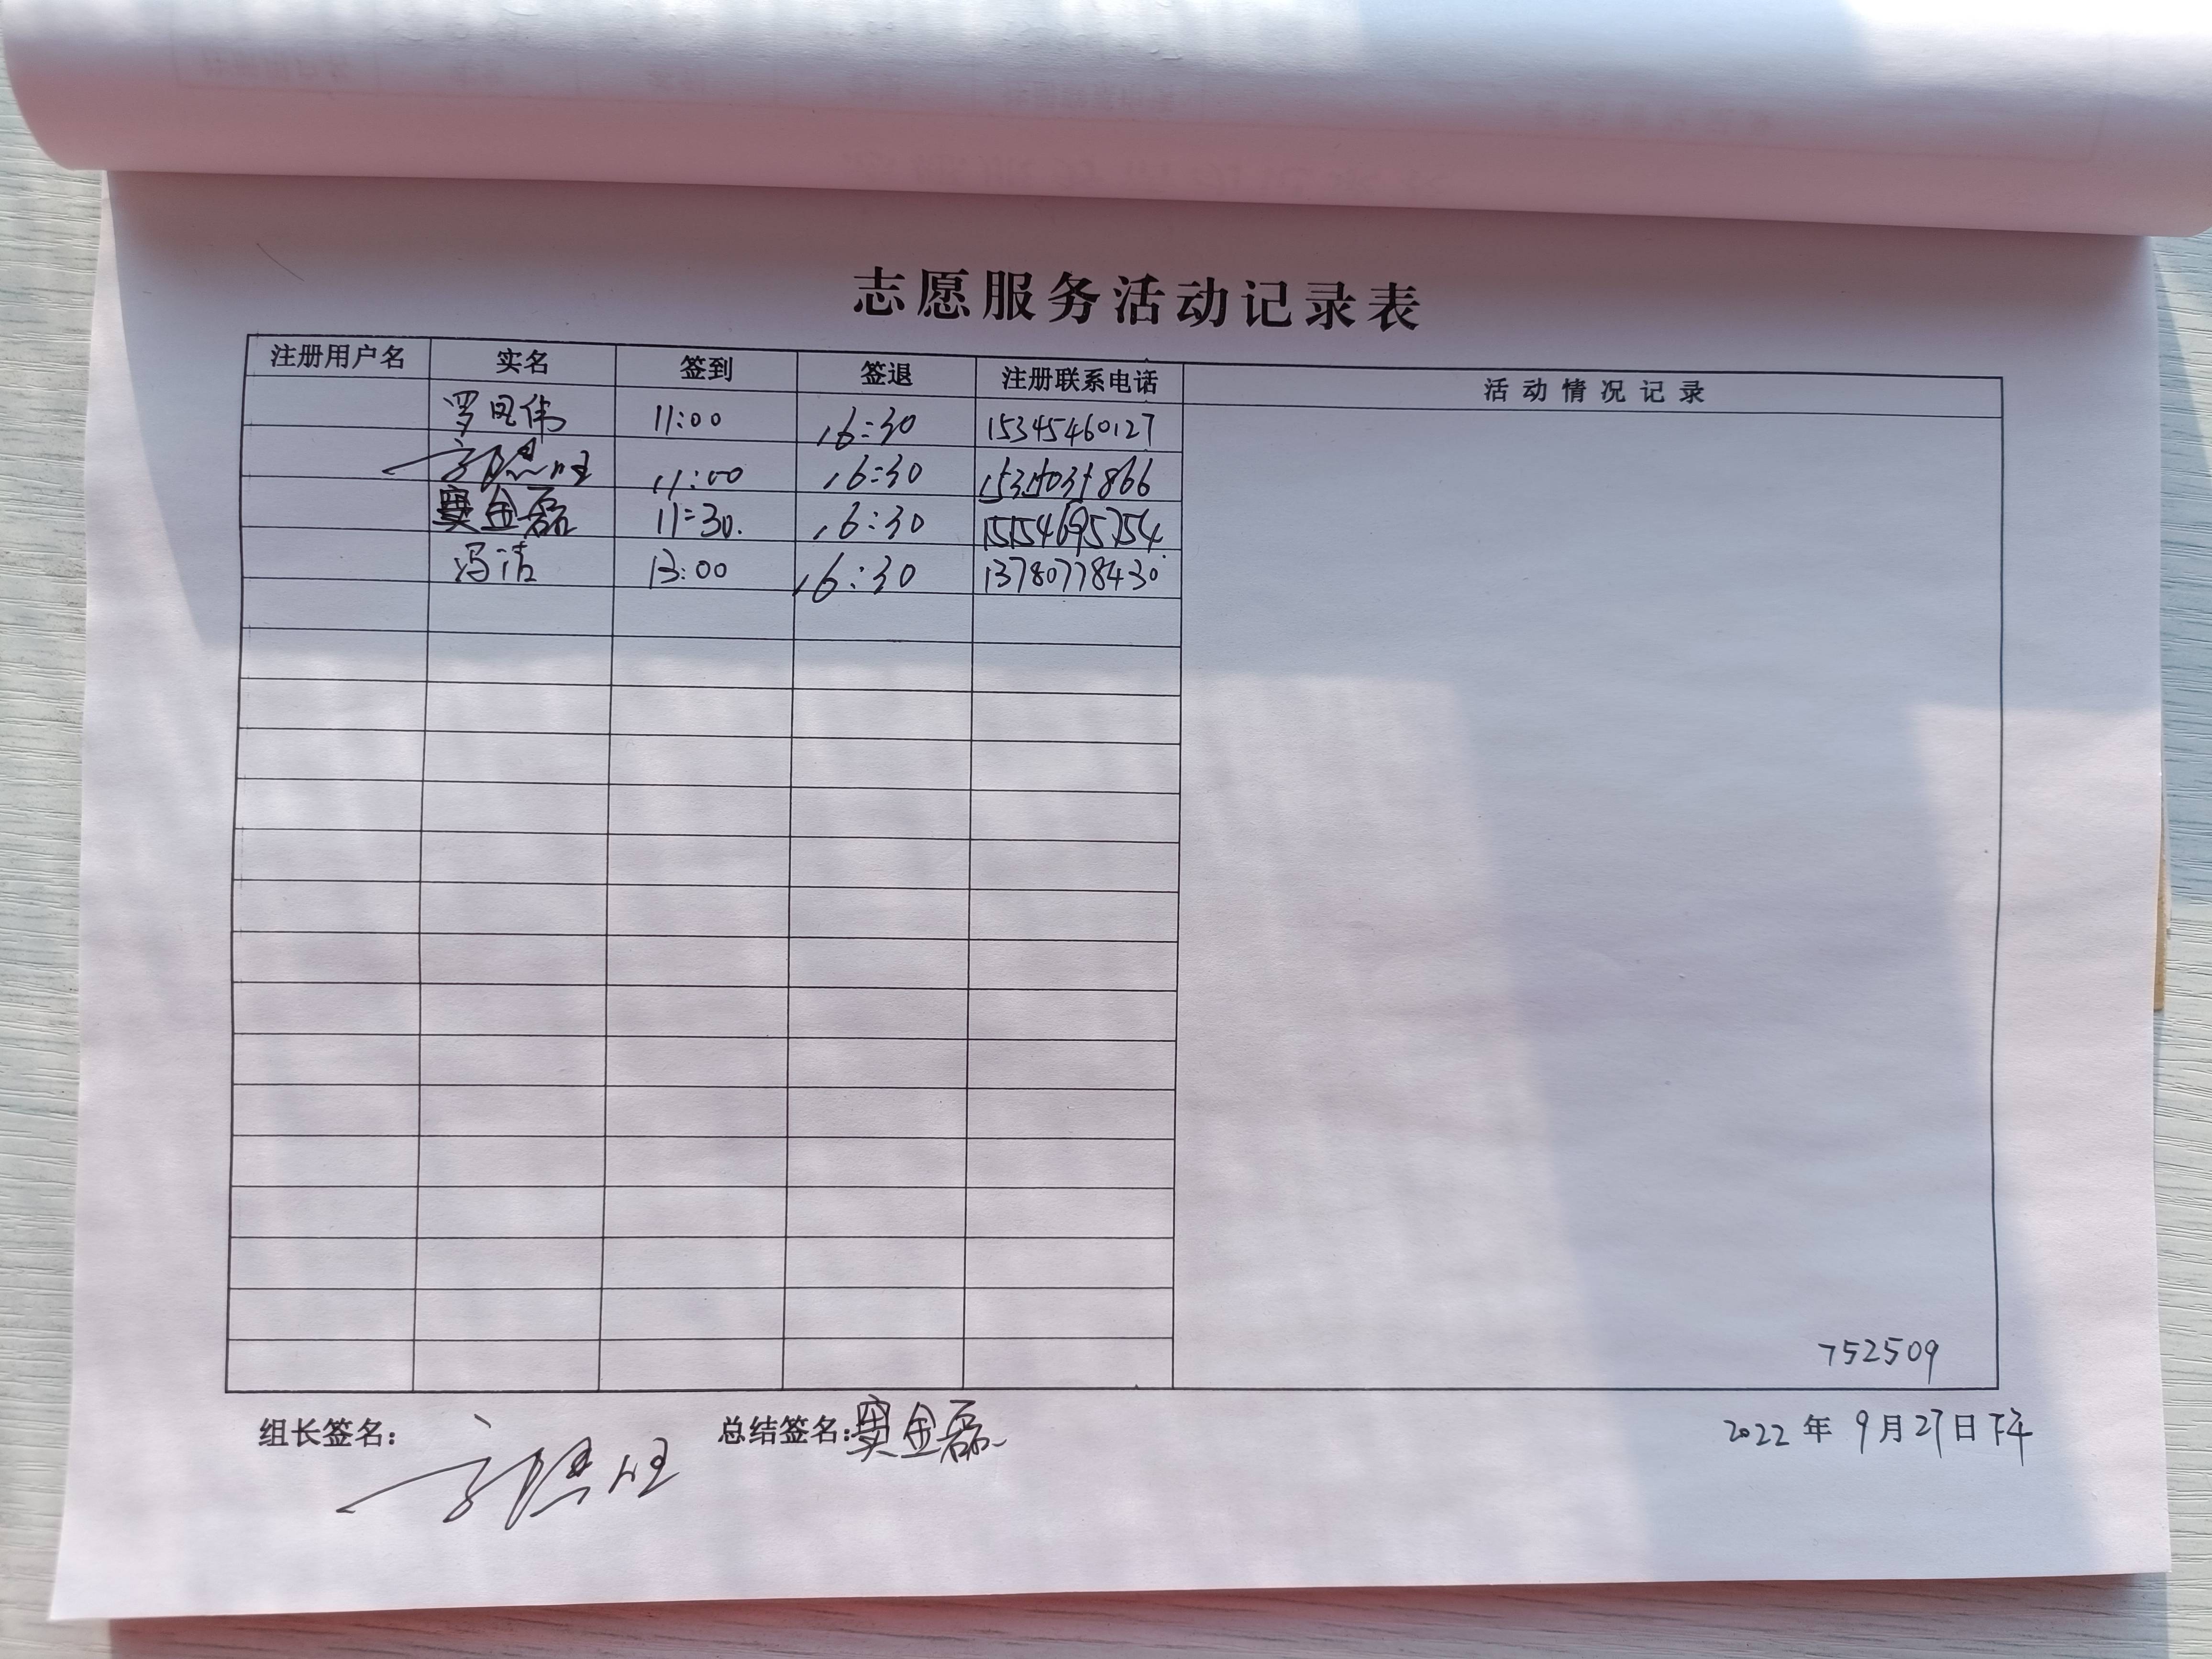 志愿服务活动记录表
注册用户名 实名 签到 签退 注册联系电话 活动情况记录
罗风伟 11:00 16:30 15345460127
11:00 16:30
窦金磊 11:30. 16:30 15154695754.
冯洁 13:00 16:30 13780778430
752509
组长签名: 总结签名:窦金磊 2022年9月27日下午